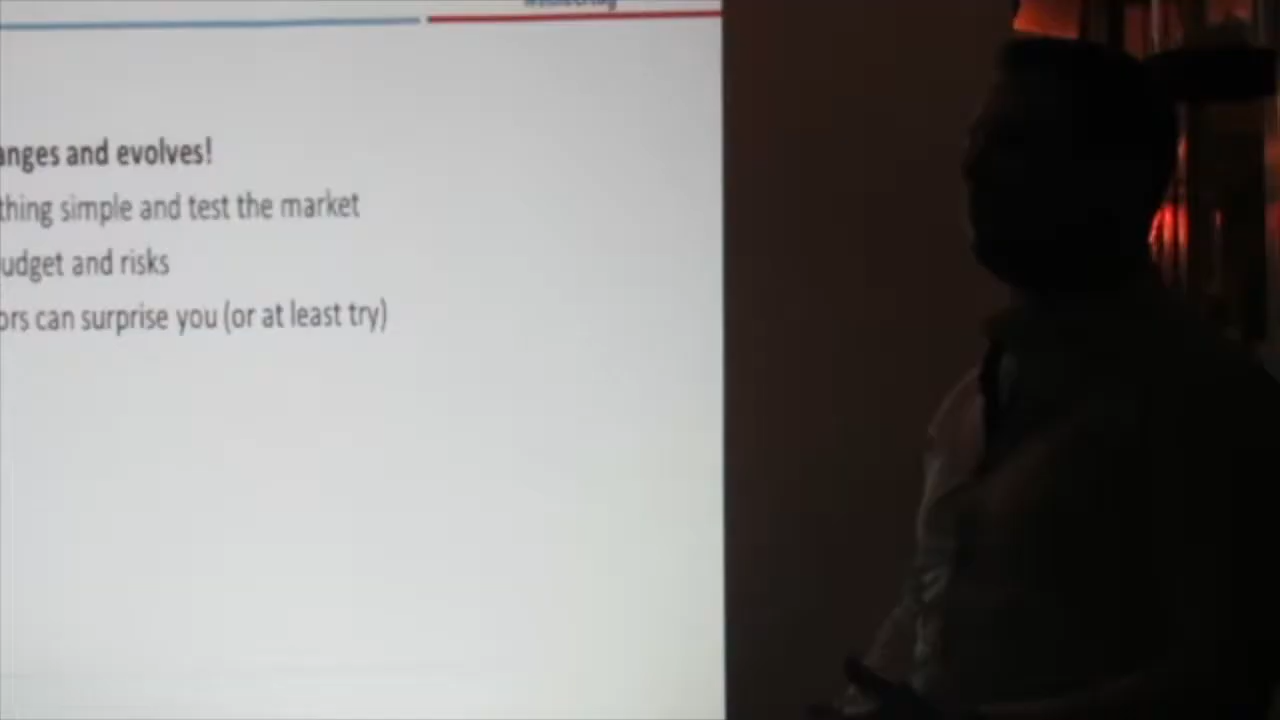 anges and evolves!
thing simple and test the market
udget and risks
ors can surprise you (or at least try)